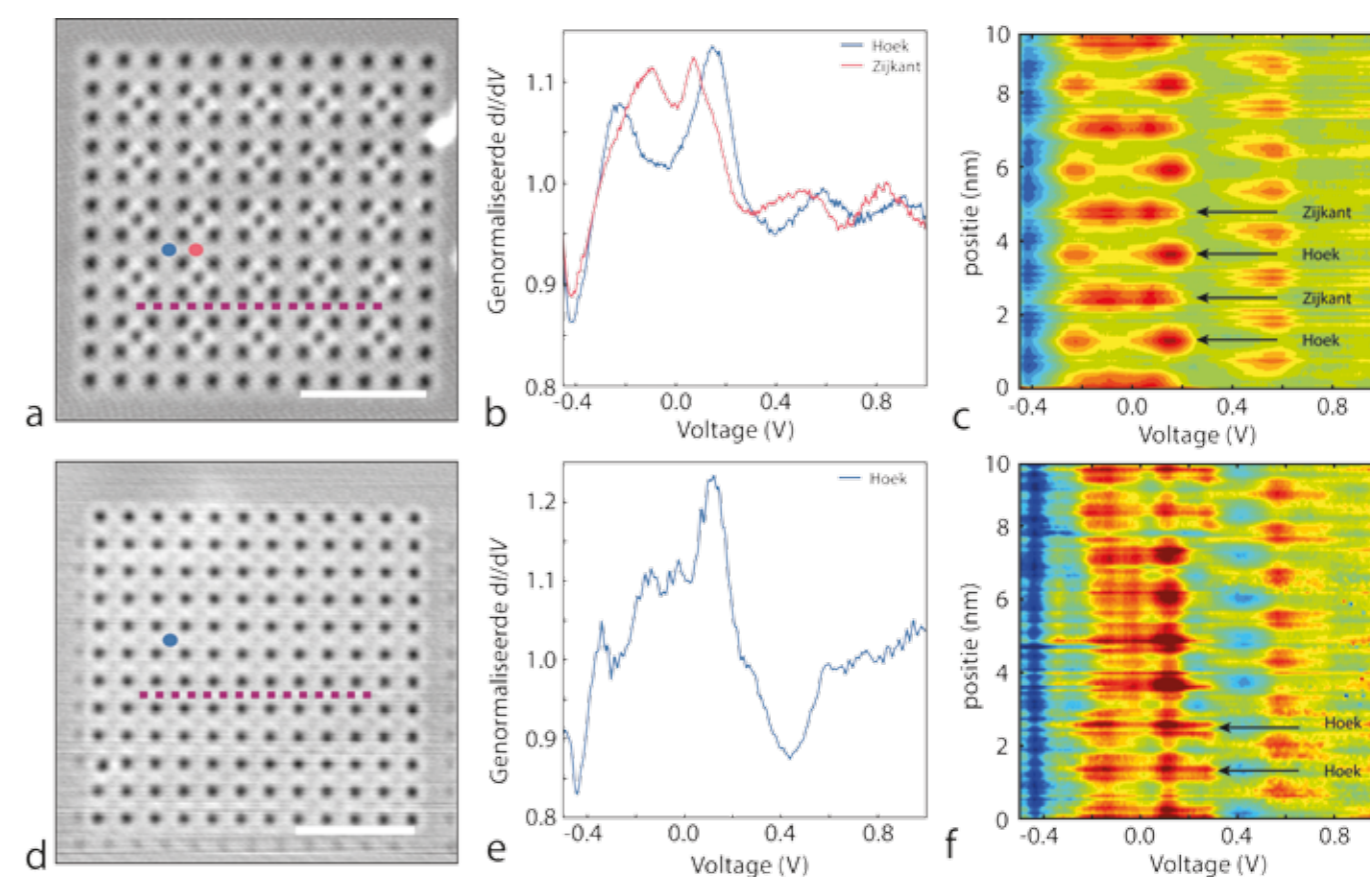 a
Genormaliseerde dI/dV
1.1
1.0
0.9
0.8
-0.4
0.0
0.4
0.8
Voltage (V)
Hoek
Zijkant
b
positie (nm)
10
8
6
4
2
0
-0.4
0.0
0.4
0.8
Voltage (V)
Zijkant
Hoek
Zijkant
Hoek
c
d
Genormaliseerde dI/dV
1.2
1.1
1.0
0.9
0.8
-0.4
0.0
0.4
0.8
Voltage (V)
Hoek
e
positie (nm)
10
8
6
4
2
0
-0.4
0.0
0.4
0.8
Voltage (V)
Hoek
Hoek
f